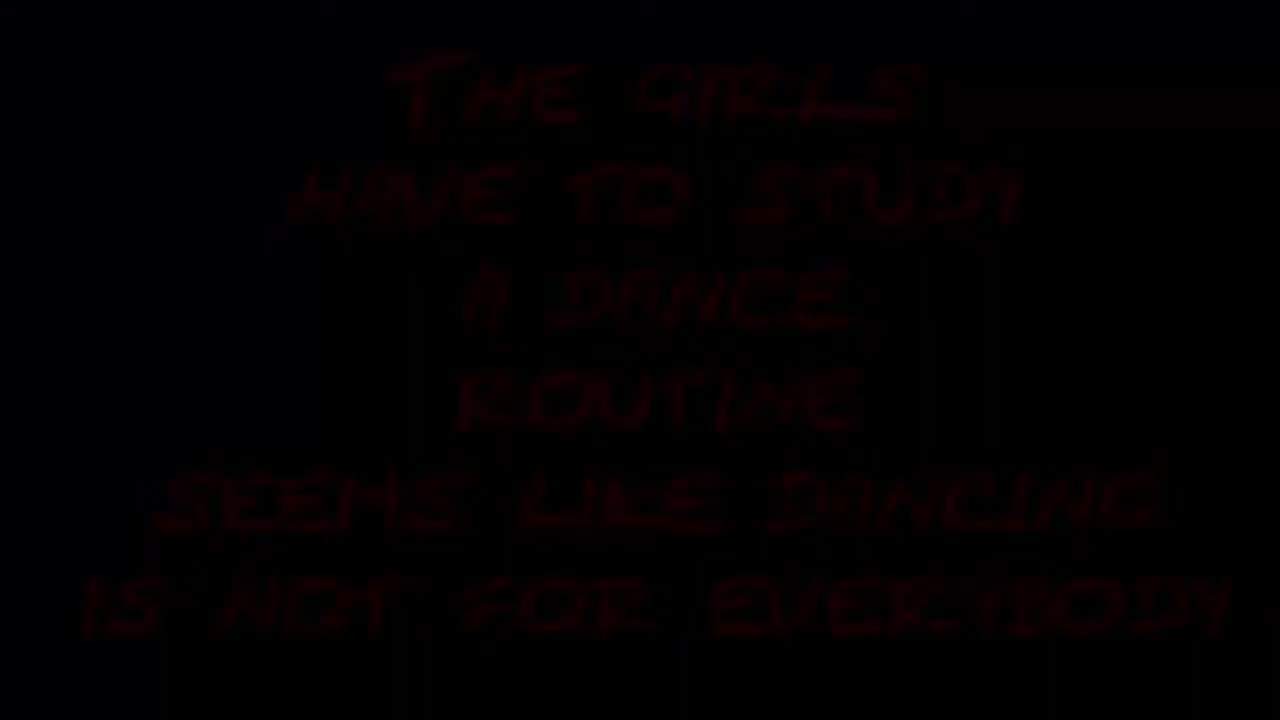 THE GIRLS
HAVE TO STUDY
A DANCE
ROUTINE
SEEMS LIKE DANCING
IS NOT FOR EVERYBODY